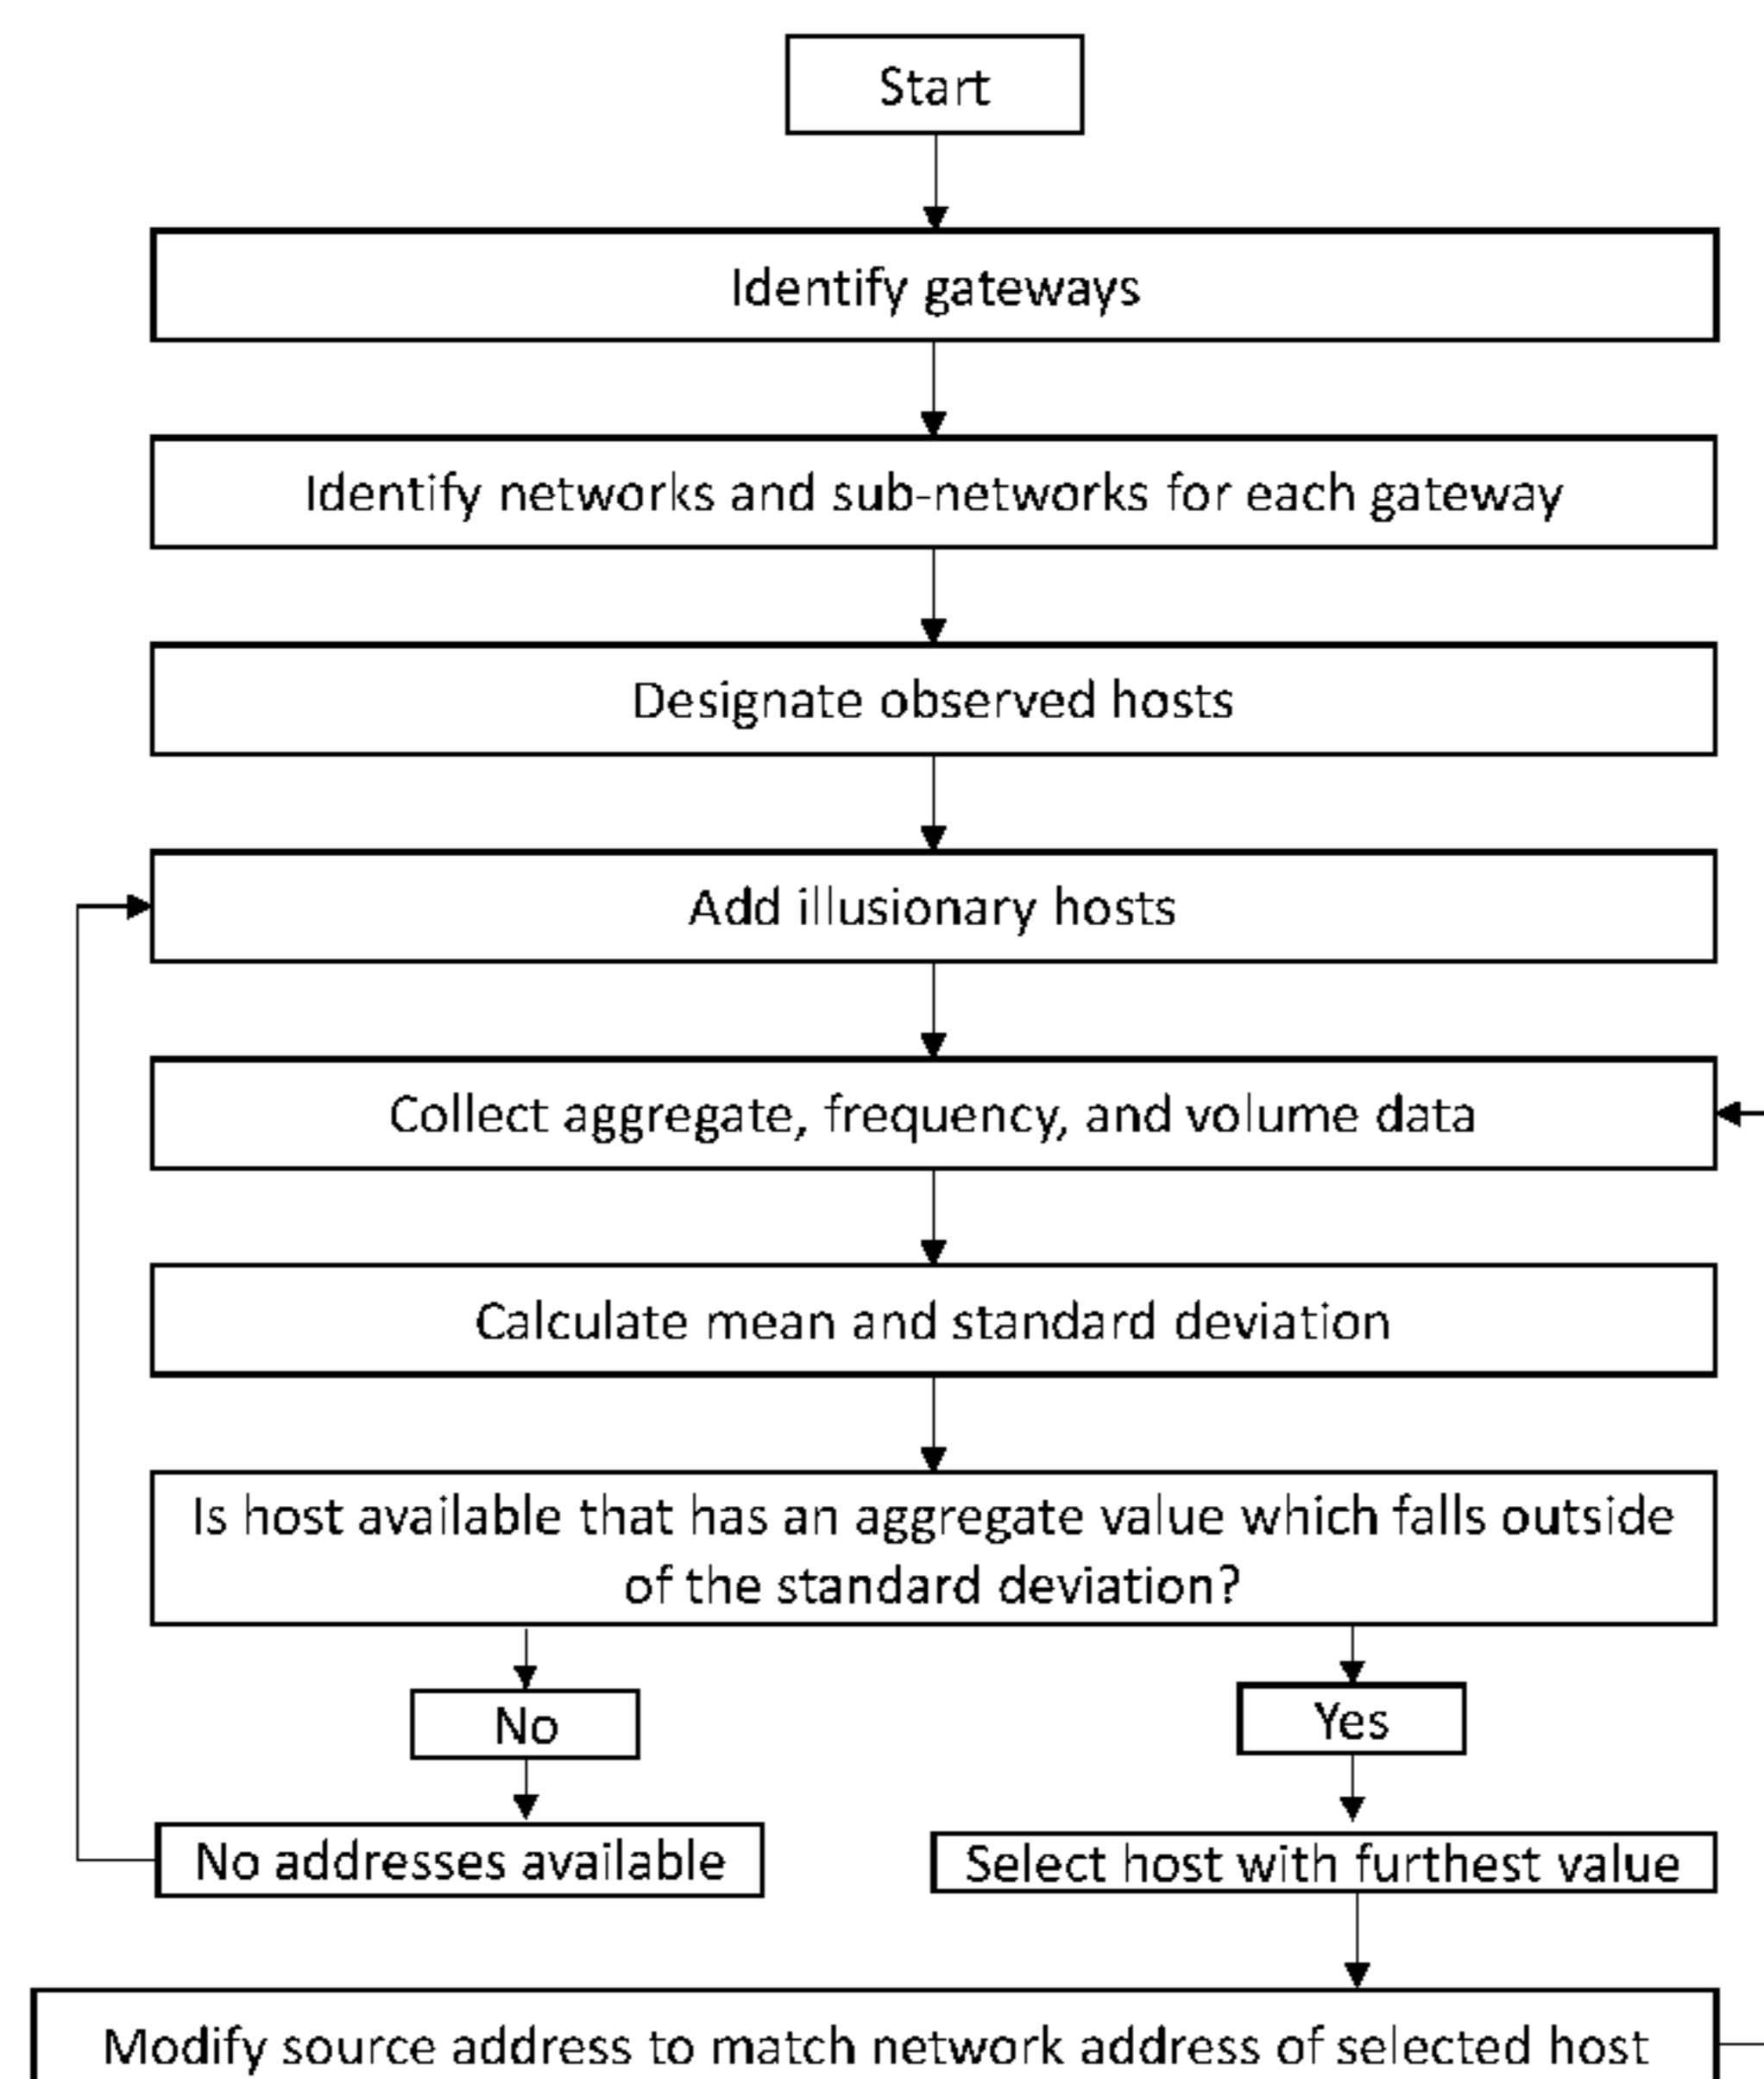 Start
Identify gateways
Identify networks and sub-networks for each gateway
Designate observed hosts
Add illusionary hosts
Collect aggregate, frequency, and volume data
Calculate mean and standard deviation
Is host available that has an aggregate value which falls outside
of the standard deviation?
No
Yes
No addresses available
Select host with furthest value
Modify source address to match network address of selected host